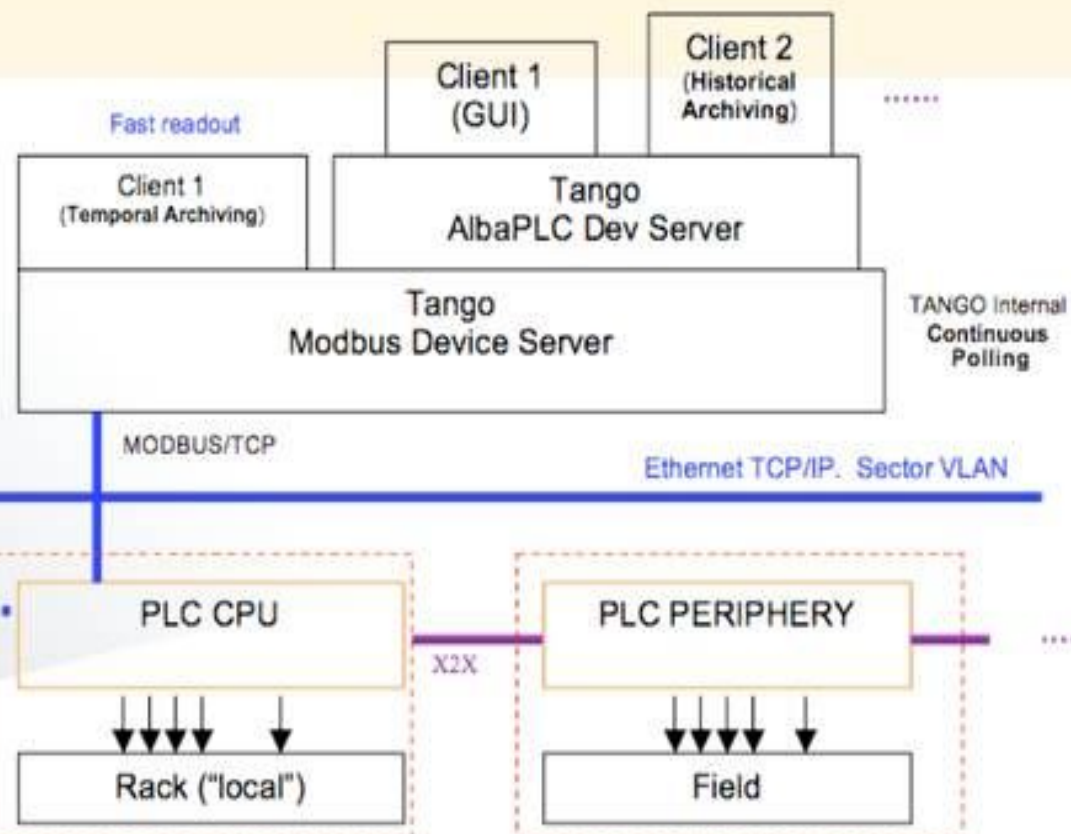 Client 1
(GUI)
Client 2
(Historical
Archiving)
......
Fast readout
Client 1
(Temporal Archiving)
Tango
AlbaPLC Dev Server
Tango
Modbus Device Server
TANGO Internal
Continuous
Polling
MODBUS/TCP
Ethernet TCP/IP. Sector VLAN
PLC CPU
X2X
PLC PERIPHERY
Rack ("local")
Field